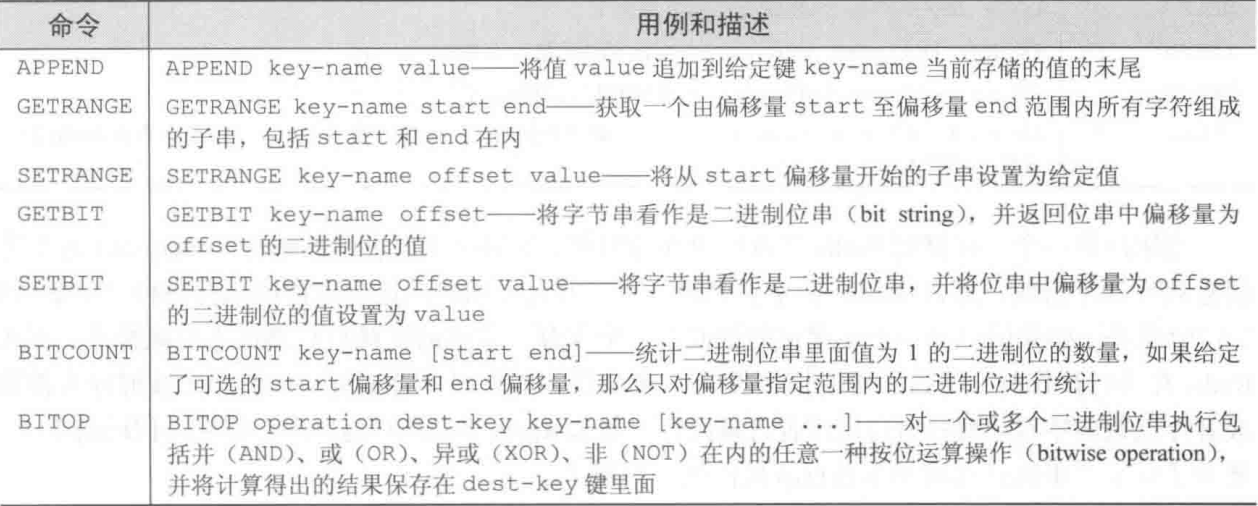 命令 用例和描述
APPEND APPEND key-name value——将值 value 追加到给定键 key-name 当前存储的值的末尾
GETRANGE GETRANGE key-name start end——获取一个由偏移量 start 至偏移量 end 范围内所有字符组成
的子串，包括 start 和 end 在内
SETRANGE SETRANGE key-name offset value——将从 start 偏移量开始的子串设置为给定值
GETBIT GETBIT key-name offset——将字节串看作是二进制位串（bit string），并返回位串中偏移量为
offset 的二进制位的值
SETBIT SETBIT key-name offset value——将字节串看作是二进制位串，并将位串中偏移量为 offset
的二进制位的值设置为 value
BITCOUNT BITCOUNT key-name [start end]——统计二进制位串里面值为 1 的二进制位的数量，如果给定
了可选的 start 偏移量和 end 偏移量，那么只对偏移量指定范围内的二进制位进行统计
BITOP BITOP operation dest-key key-name [key-name ...]——对一个或多个二进制位串执行包
括并（AND）、或（OR）、异或（XOR）、非（NOT）在内的任意一种按位运算操作（bitwise operation），
并将计算得出的结果保存在 dest-key 键里面